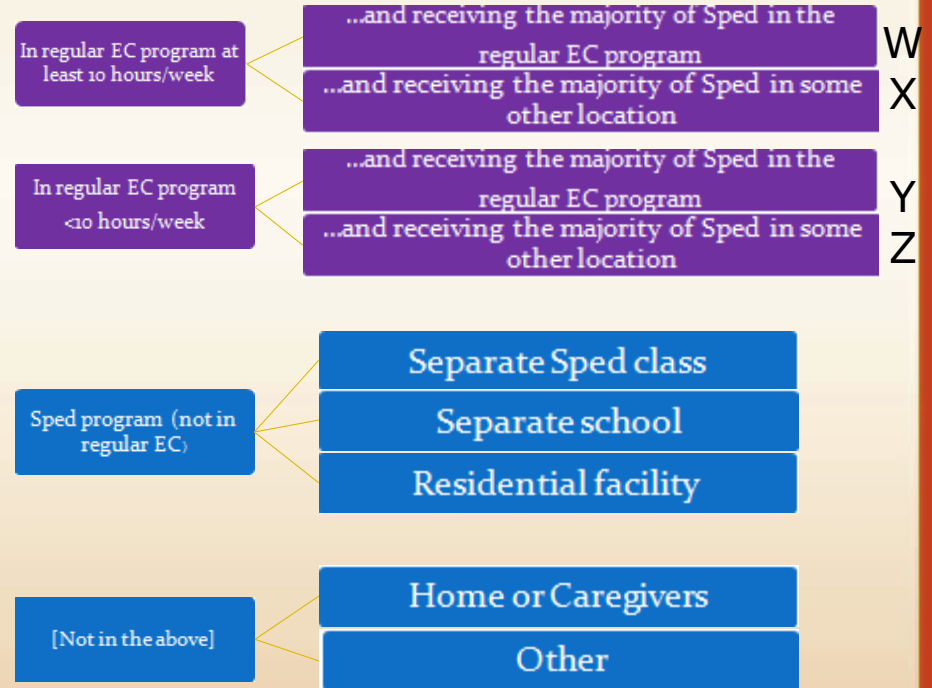 In regular EC program at
least 10 hours/week
...and receiving the majority of Sped in the
regular EC program
W
...and receiving the majority of Sped in some
other location
X
In regular EC program
<10 hours/week
...and receiving the majority of Sped in the
regular EC program
Y
...and receiving the majority of Sped in some
other location
Z
Sped program (not in
regular EC)
Separate Sped class
Separate school
Residential facility
[Not in the above]
Home or Caregivers
Other